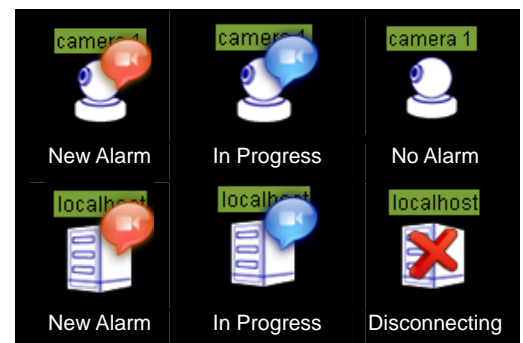 camera 1 camera 1 camera 1
New Alarm In Progress No Alarm
localhost localhost localhost
New Alarm In Progress Disconnecting